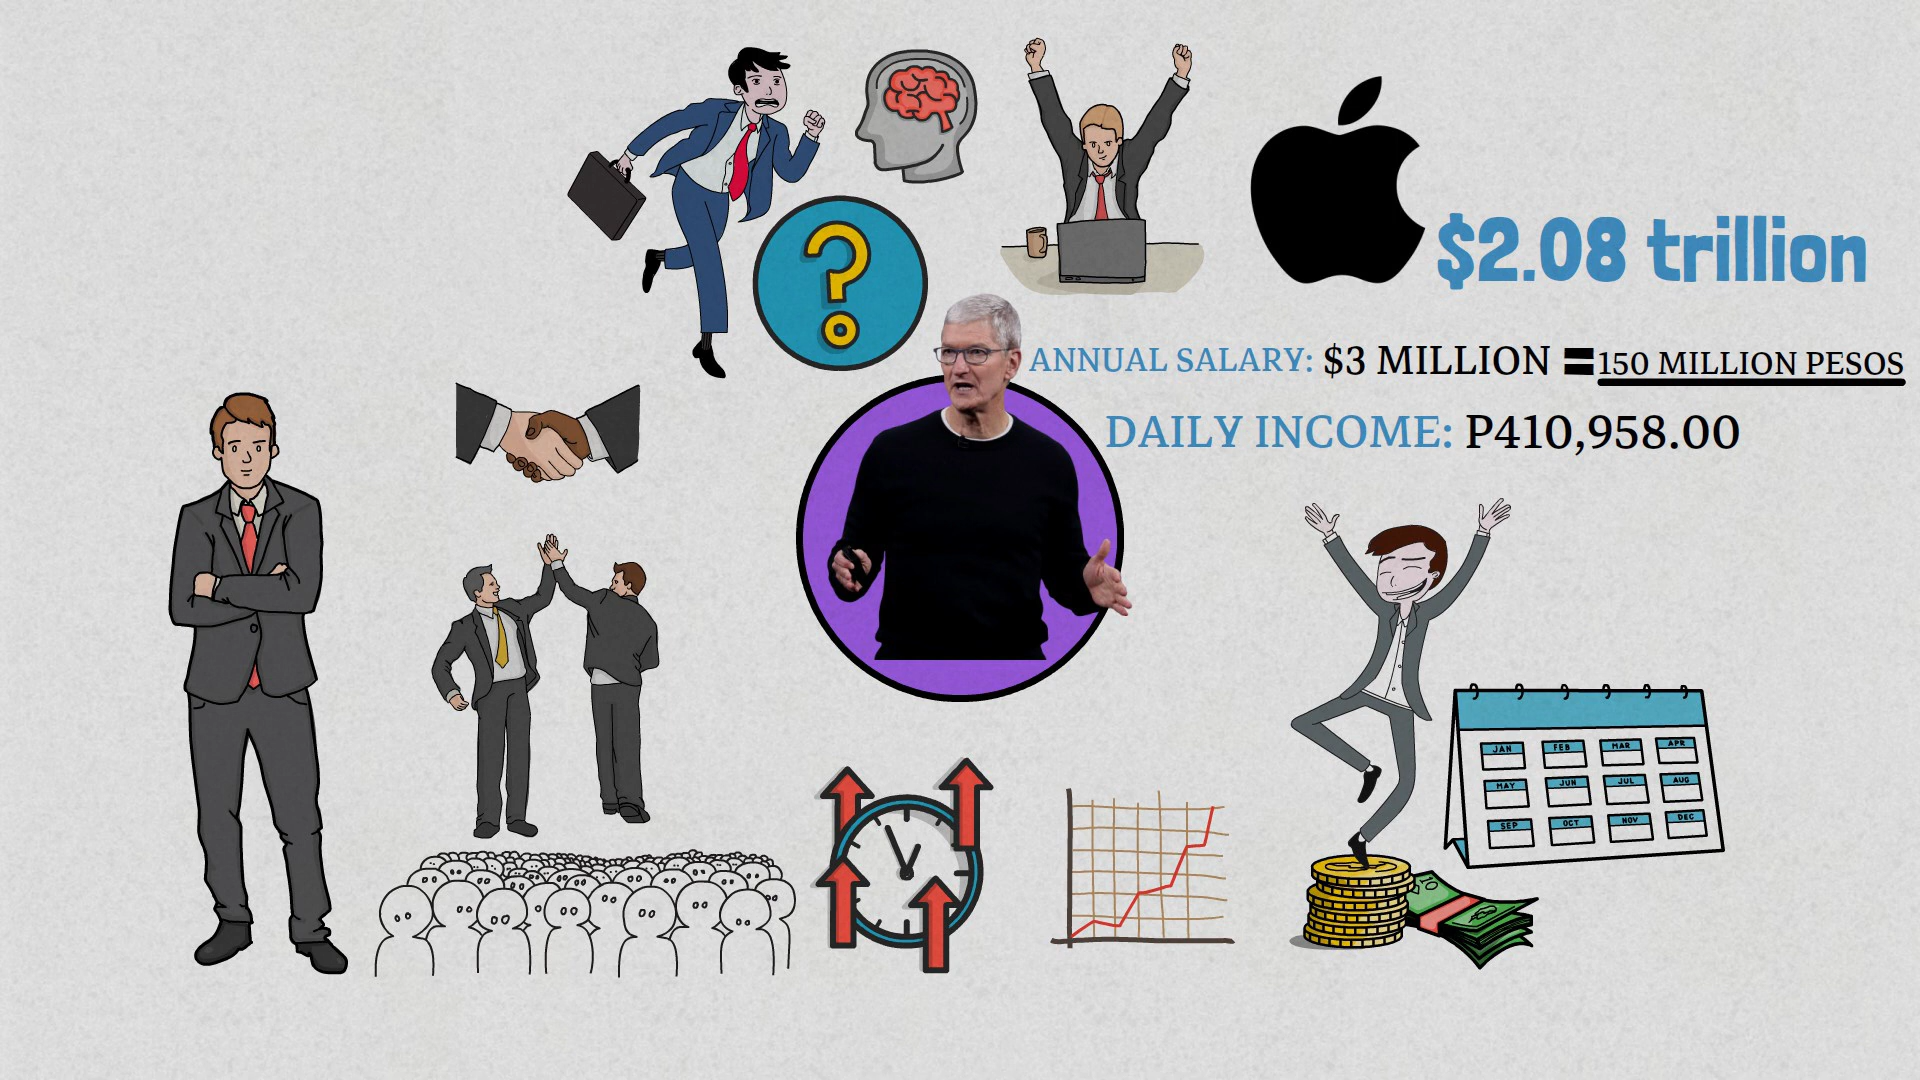 $2.08 trillion
ANNUAL SALARY: $3 MILLION = 150 MILLION PESOS
DAILY INCOME: P410,958.00
JAN FEB MAR APR
MAY JUN JUL AUG
SEP OCT NOV DEC
10